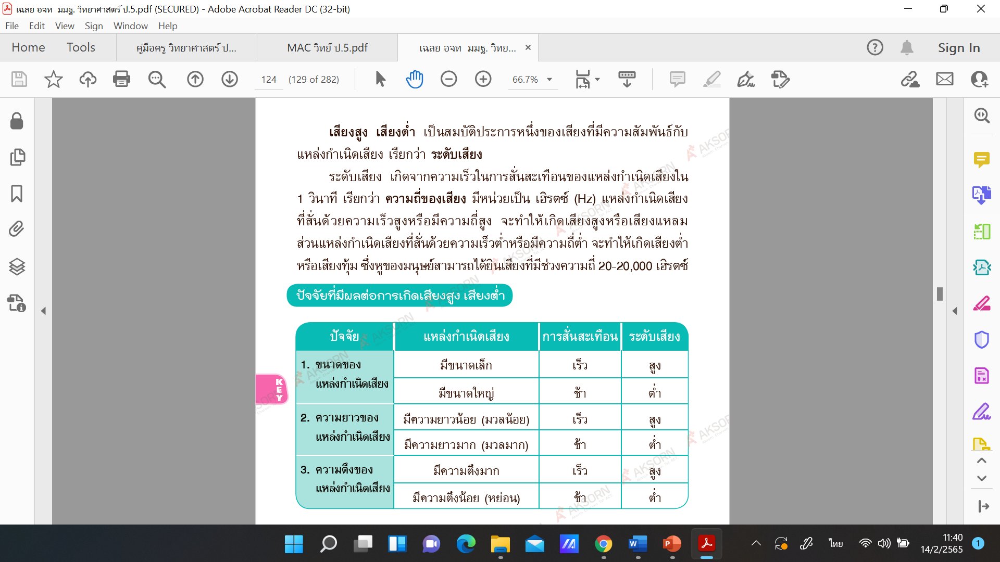 เฉลย อจท  มมฐ. วิทยาศาสตร์ ป.5.pdf (SECURED) - Adobe Acrobat Reader DC (32-bit)
File Edit View Sign Window Help
Home Tools คู่มือครู วิทยาศาสตร์ ป... MAC วิทย์ ป.5.pdf เฉลย อจท  มมฐ. วิทย... × Sign In
124 (129 of 282) 66.7%
เสียงสูง เสียงต่ำ เป็นสมบัติประการหนึ่งของเสียงที่มีความสัมพันธ์กับ
แหล่งกำเนิดเสียง เรียกว่า ระดับเสียง
ระดับเสียง เกิดจากความเร็วในการสั่นสะเทือนของแหล่งกำเนิดเสียงใน
1 วินาที เรียกว่า ความถี่ของเสียง มีหน่วยเป็น เฮิรตซ์ (Hz) แหล่งกำเนิดเสียง
ที่สั่นด้วยความเร็วสูงหรือมีความถี่สูง จะทำให้เกิดเสียงสูงหรือเสียงแหลม
ส่วนแหล่งกำเนิดเสียงที่สั่นด้วยความเร็วต่ำหรือมีความถี่ต่ำ จะทำให้เกิดเสียงต่ำ
หรือเสียงทุ้ม ซึ่งหูของมนุษย์สามารถได้ยินเสียงที่มีช่วงความถี่ 20-20,000 เฮิรตซ์
ปัจจัยที่มีผลต่อการเกิดเสียงสูง เสียงต่ำ
ปัจจัย แหล่งกำเนิดเสียง การสั่นสะเทือน ระดับเสียง
1. ขนาดของ
แหล่งกำเนิดเสียง
มีขนาดเล็ก เร็ว สูง
มีขนาดใหญ่ ช้า ต่ำ
2. ความยาวของ
แหล่งกำเนิดเสียง
มีความยาวน้อย (มวลน้อย) เร็ว สูง
มีความยาวมาก (มวลมาก) ช้า ต่ำ
3. ความตึงของ
แหล่งกำเนิดเสียง
มีความตึงมาก เร็ว สูง
มีความตึงน้อย (หย่อน) ช้า ต่ำ
KEY
AKSORN
AKSORN
AKSORN
AKSORN
AKSORN
AKSORN
AKSORN
AKSORN
AKSORN
AKSORN
ไทย
11:40
14/2/2565
1